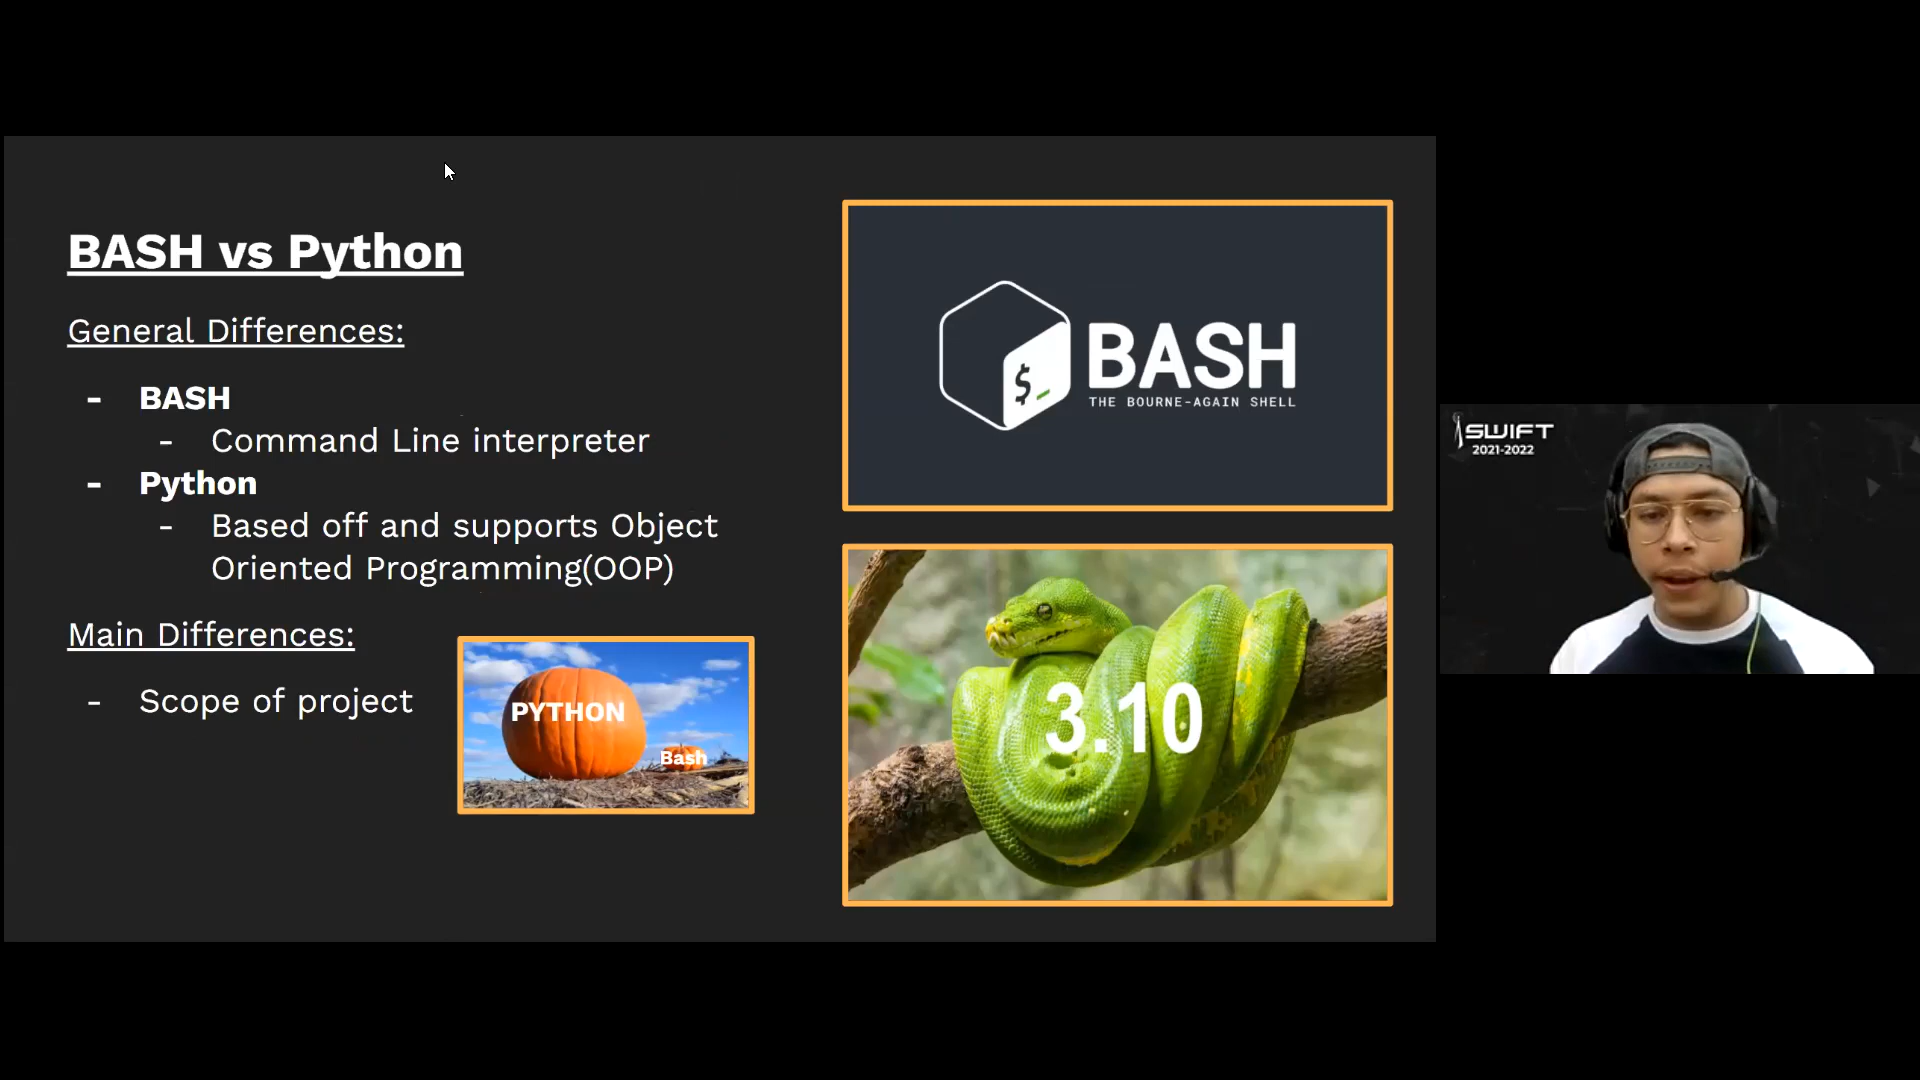 BASH vs Python
General Differences:
- BASH
- Command Line interpreter
- Python
- Based off and supports Object
Oriented Programming(OOP)
Main Differences:
- Scope of project
PYTHON
Bash
$_
BASH
THE BOURNE-AGAIN SHELL
3.10
SWIFT
2021-2022